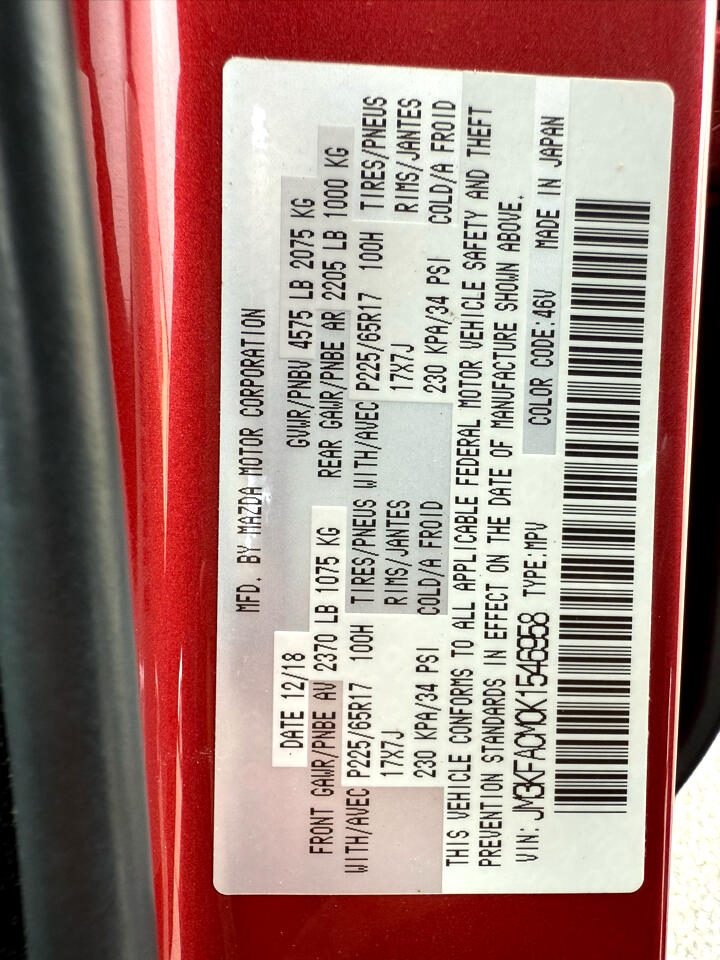 MFD. BY MAZDA MOTOR CORPORATION
DATE 12/18 GVWR/PNBV 4575 LB 2075 KG
FRONT GAWR/PNBE AV 2370 LB 1075 KG REAR GAWR/PNBE AR 2205 LB 1000 KG
WITH/AVEC P225/65R17 100H TIRES/PNEUS WITH/AVEC P225/65R17 100H TIRES/PNEUS
17X7J RIMS/JANTES 17X7J RIMS/JANTES
230 KPA/34 PSI COLD/A FROID 230 KPA/34 PSI COLD/A FROID
THIS VEHICLE CONFORMS TO ALL APPLICABLE FEDERAL MOTOR VEHICLE SAFETY AND THEFT
PREVENTION STANDARDS IN EFFECT ON THE DATE OF MANUFACTURE SHOWN ABOVE.
VIN: JM3KFACM0K1546958 TYPE:MPV COLOR CODE:46V MADE IN JAPAN